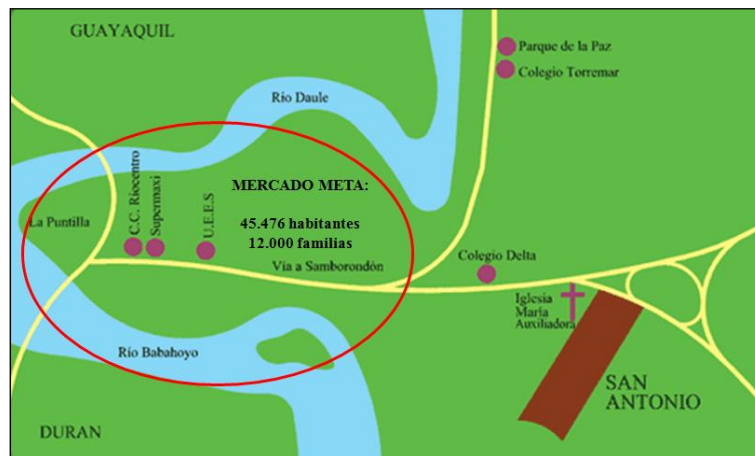 GUAYAQUIL
Parque de la Paz
Colegio Torremar
Río Daule
MERCADO META:
45.476 habitantes
12.000 familias
C.C. Riocentro
Supermaxi
U.E.E.S
La Puntilla
Vía a Samborondón
Colegio Delta
Iglesia
María
Auxiliadora
Río Babahoyo
SAN
ANTONIO
DURAN